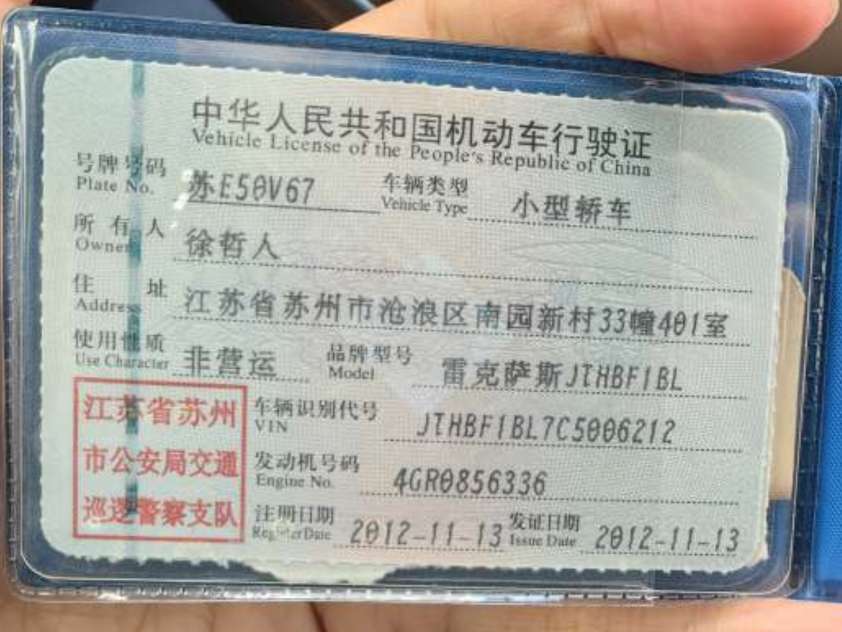 中华人民共和国机动车行驶证
Vehicle License of the People's Republic of China
号牌号码 苏E50V67 车辆类型 小型轿车
Plate No. Vehicle Type
所有人 徐哲人
Owner
住址 江苏省苏州市沧浪区南园新村33幢401室
Address
使用性质 非营运 品牌型号 雷克萨斯JTHBF1BL
Use Character Model
江苏省苏州 车辆识别代号 JTHBF1BL7C5006212
VIN
市公安局交通 发动机号码 4GR0856336
Engine No.
巡逻警察支队 注册日期 2012-11-13 发证日期 2012-11-13
Register Date Issue Date